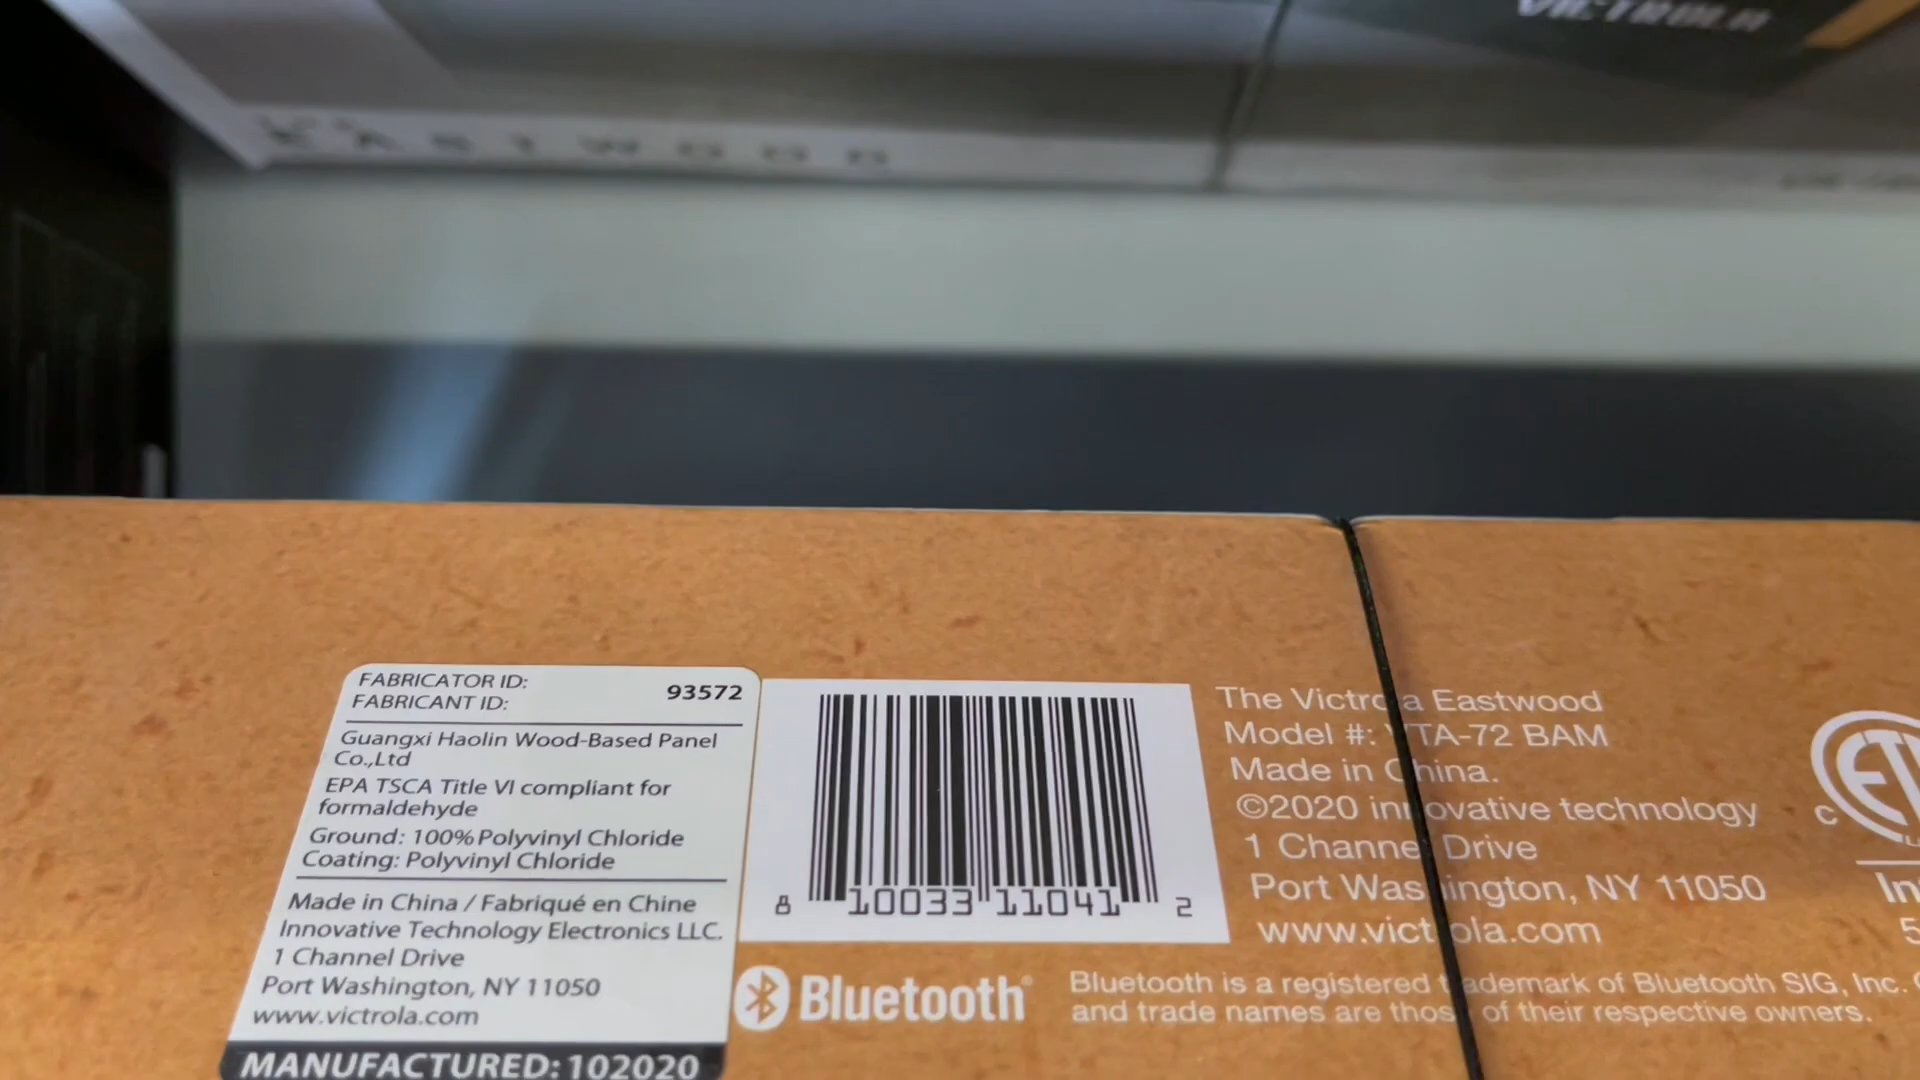 VICTROLA
EASTWOOD
FABRICATOR ID:
FABRICANT ID:
93572
Guangxi Haolin Wood-Based Panel
Co.,Ltd
EPA TSCA Title VI compliant for
formaldehyde
Ground: 100% Polyvinyl Chloride
Coating: Polyvinyl Chloride
Made in China / Fabriqué en Chine
Innovative Technology Electronics LLC.
1 Channel Drive
Port Washington, NY 11050
www.victrola.com
MANUFACTURED: 102020
8 10033 11041 2
Bluetooth
The Victrola Eastwood
Model #: VTA-72 BAM
Made in China.
©2020 innovative technology
1 Channel Drive
Port Washington, NY 11050
www.victrola.com
Bluetooth is a registered trademark of Bluetooth SIG, Inc.
and trade names are those of their respective owners.
C
ETL
5